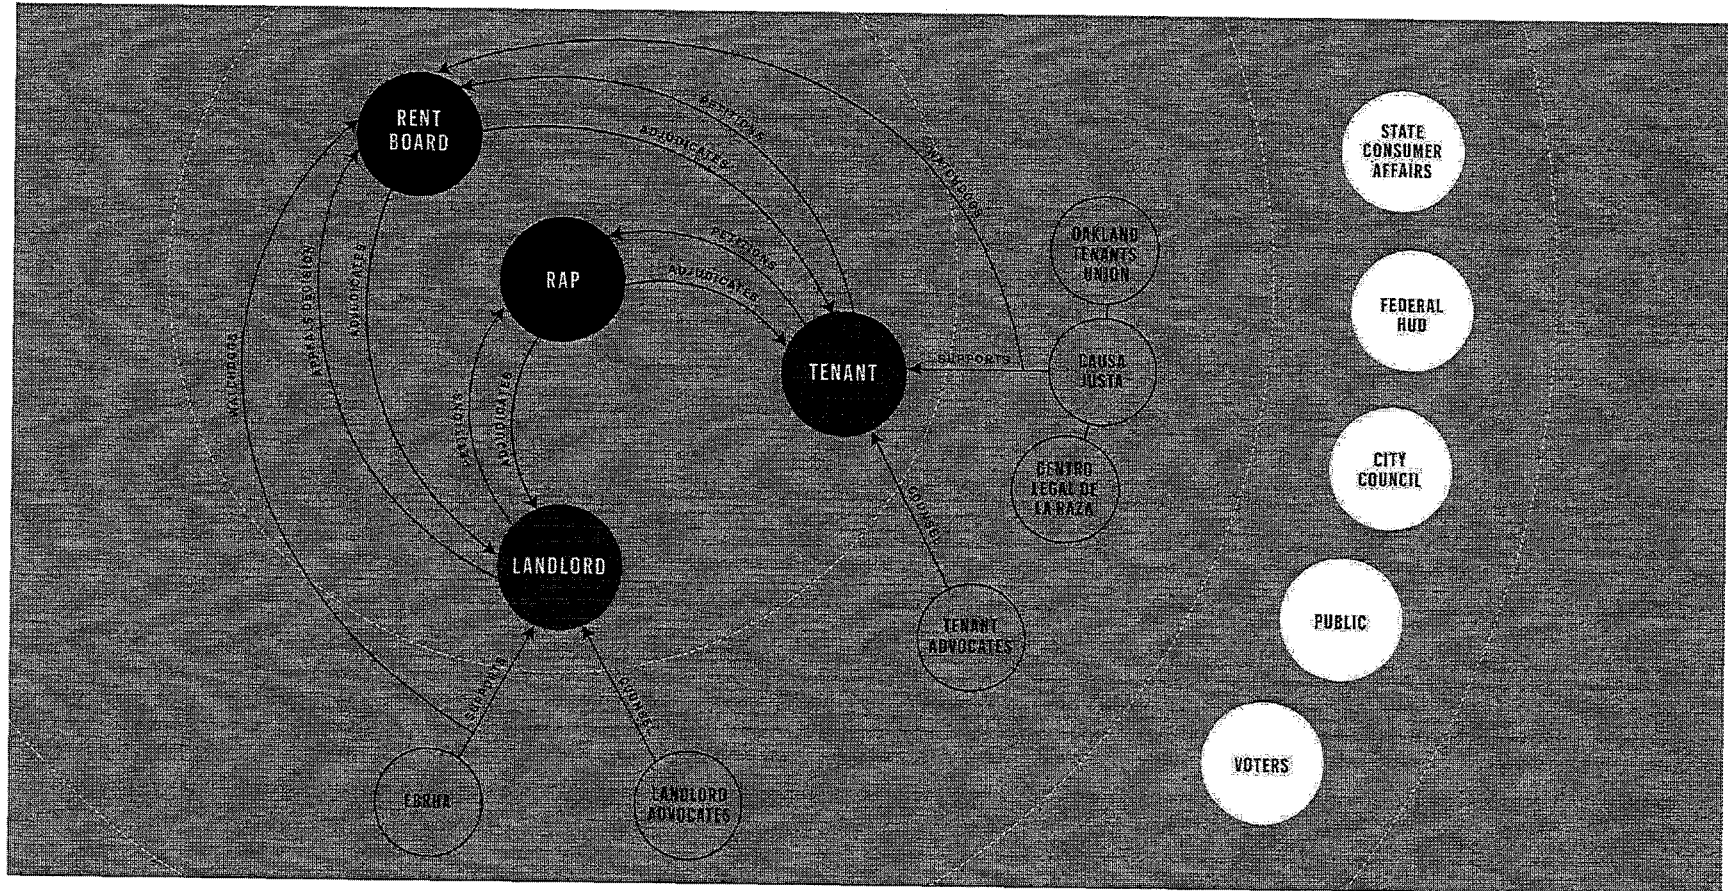 RENT
BOARD
RAP
TENANT
LANDLORD
PETITIONS
ADJUDICATES
WATCHDOGS
PETITIONS
ADJUDICATES
SUPPORTS
COUNSEL
WATCHDOGS
APPEALS DECISION
ADJUDICATES
PETITIONS
ADJUDICATES
SUPPORTS
COUNSEL
OAKLAND
TENANTS
UNION
CAUSA
JUSTA
CENTRO
LEGAL DE
LA RAZA
TENANT
ADVOCATES
EBRHA
LANDLORD
ADVOCATES
STATE
CONSUMER
AFFAIRS
FEDERAL
HUD
CITY
COUNCIL
PUBLIC
VOTERS